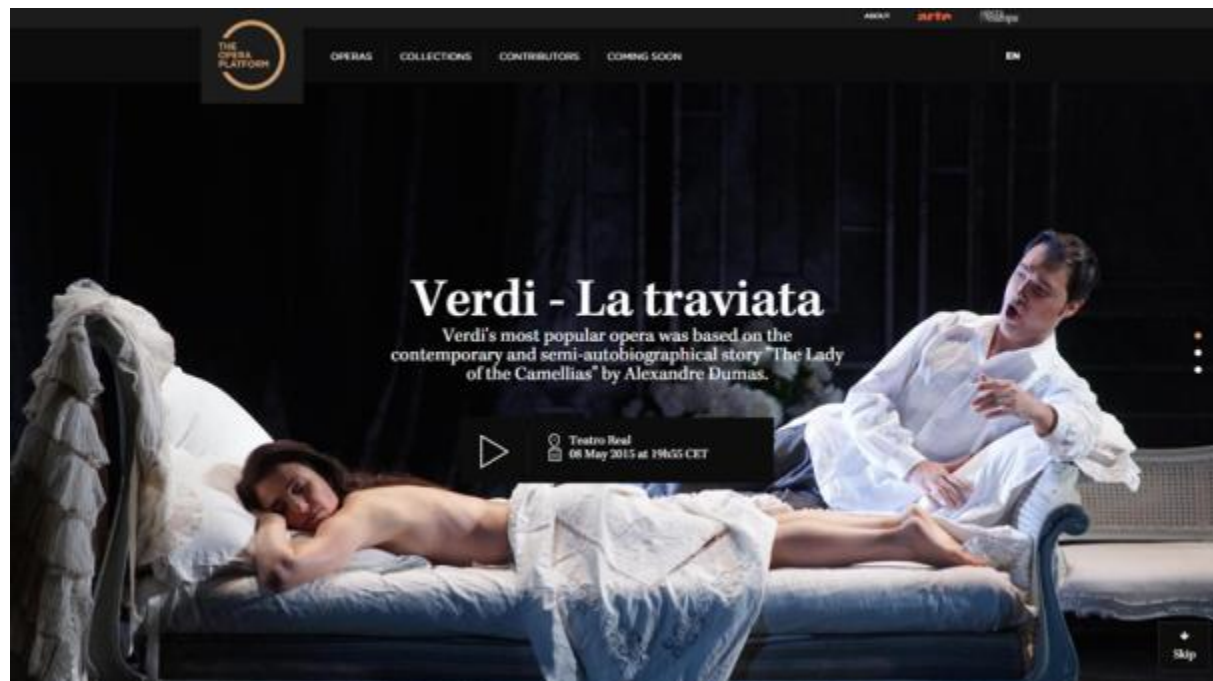 ABOUT
arte
THE
OPERA
PLATFORM
OPERAS
COLLECTIONS
CONTRIBUTORS
COMING SOON
EN
Verdi - La traviata
Verdi's most popular opera was based on the
contemporary and semi-autobiographical story "The Lady
of the Camellias" by Alexandre Dumas.
Teatro Real
08 May 2015 at 19h55 CET
Skip